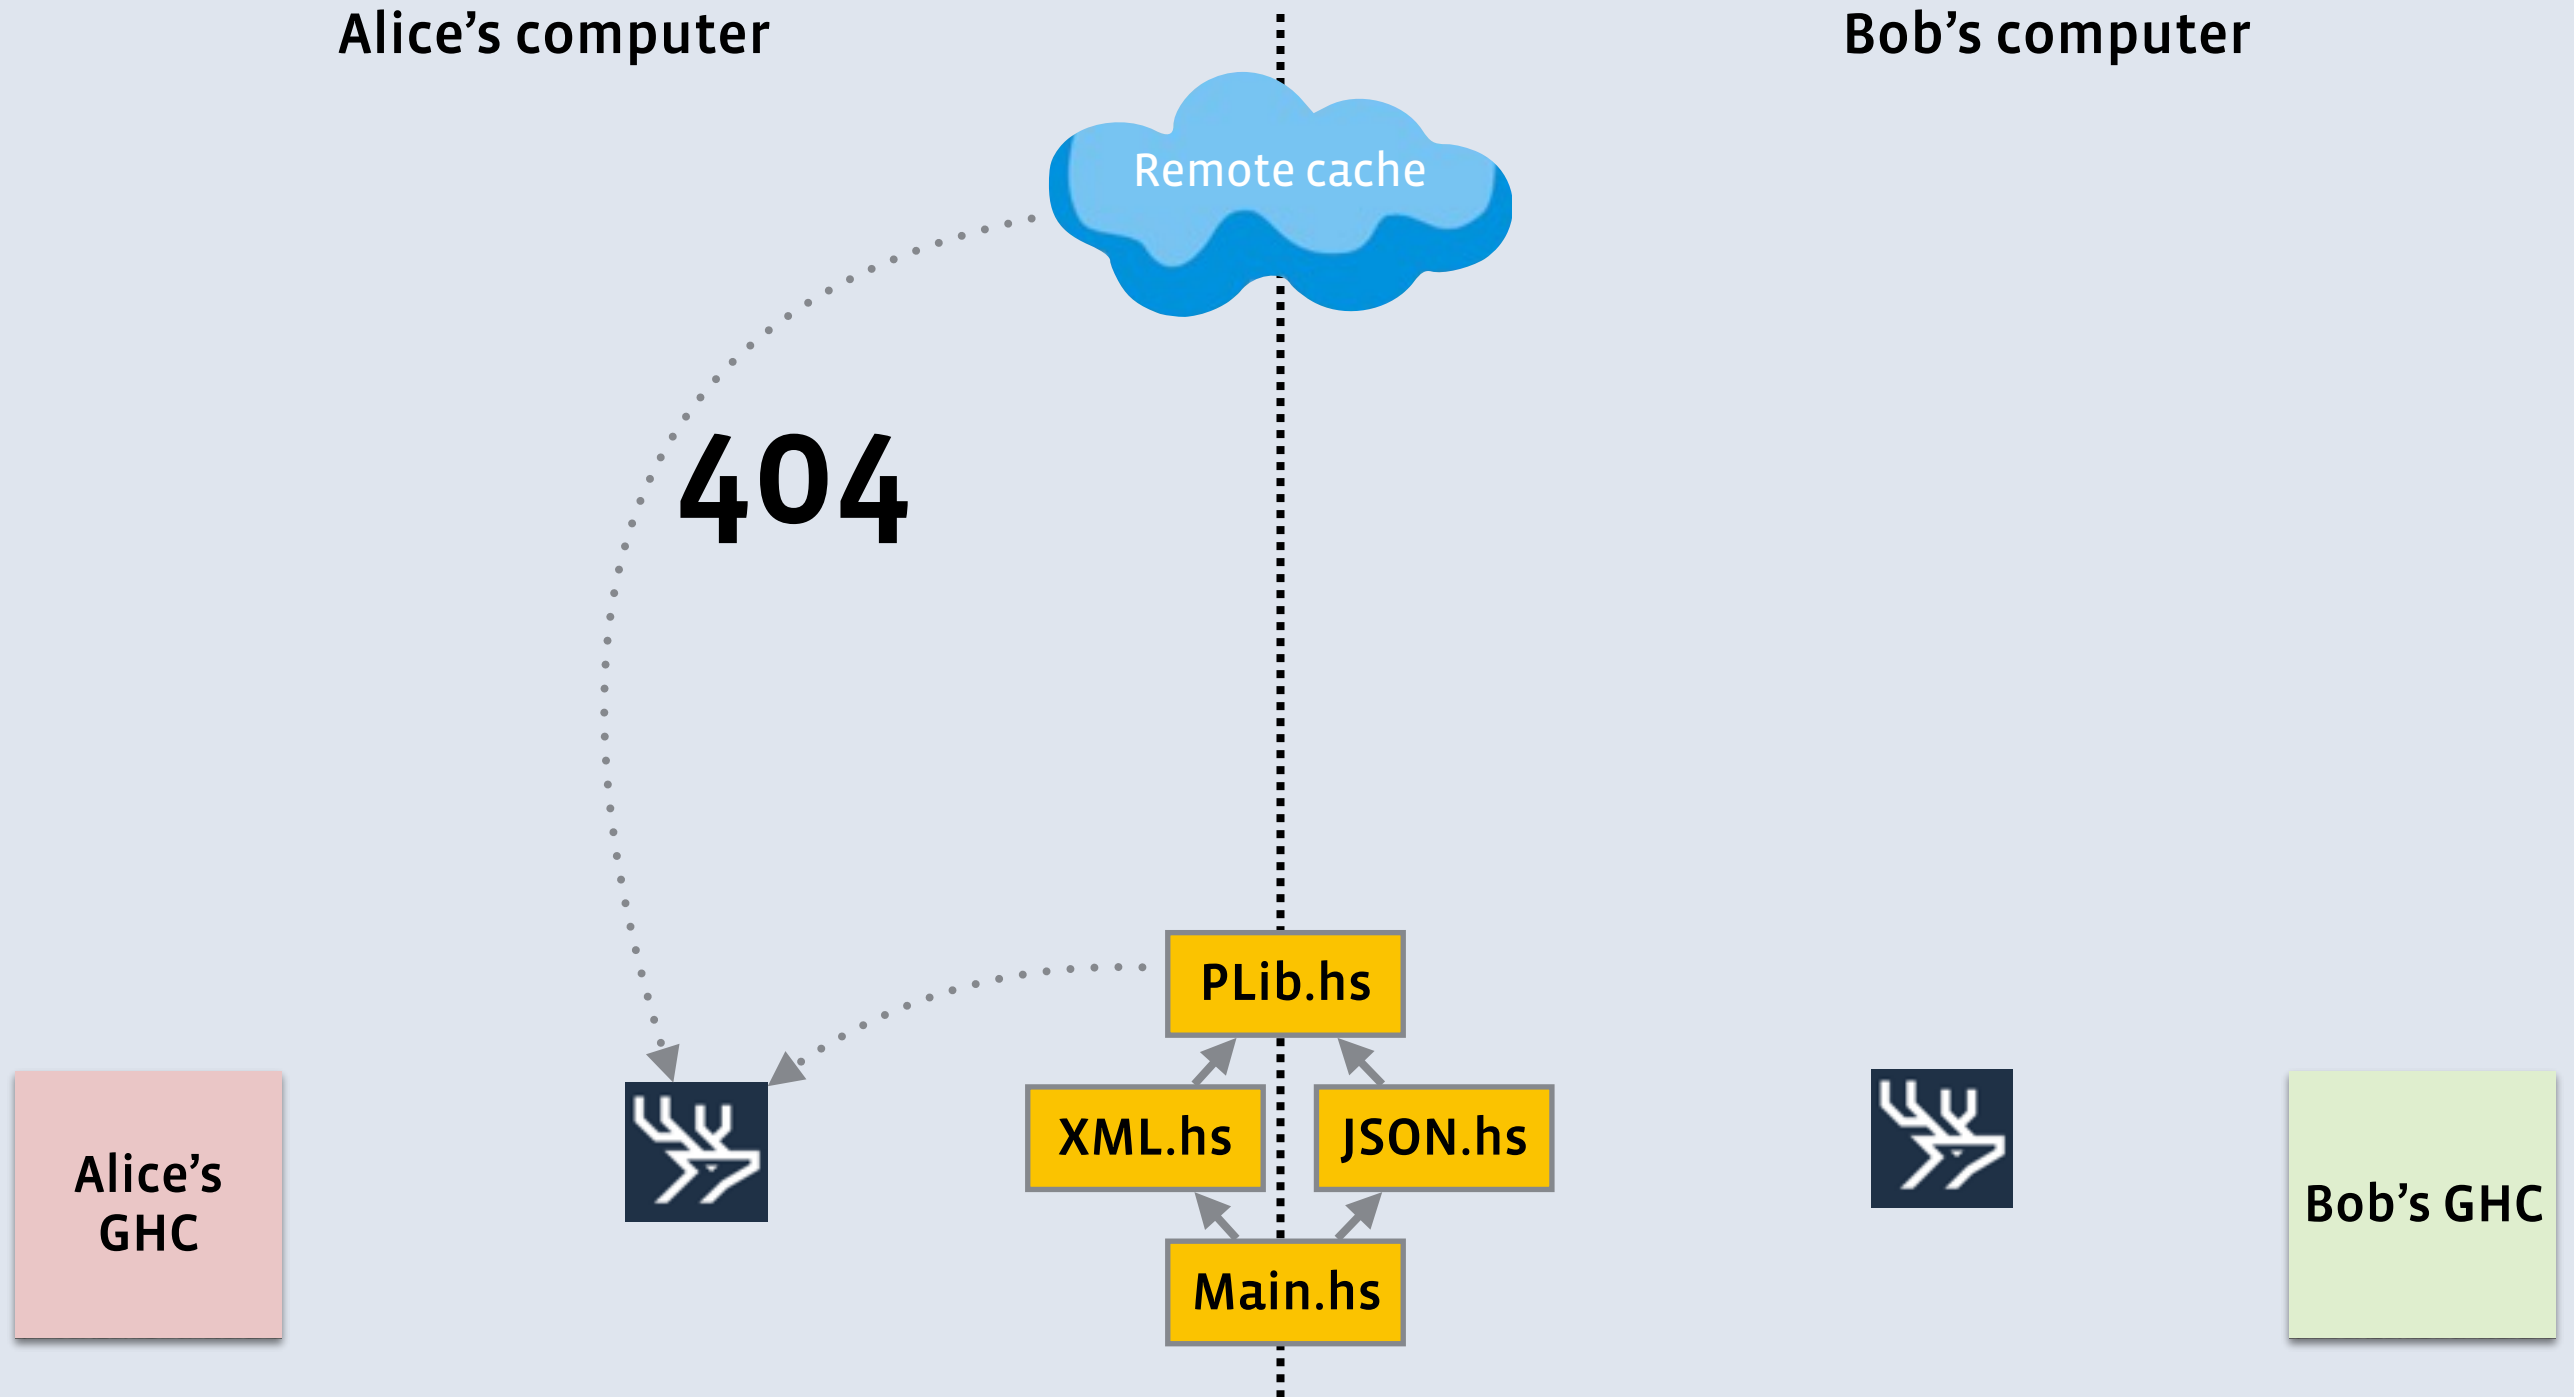 Alice’s computer
Bob’s computer
Remote cache
404
PLib.hs
XML.hs
JSON.hs
Main.hs
Alice’s
GHC
Bob’s GHC